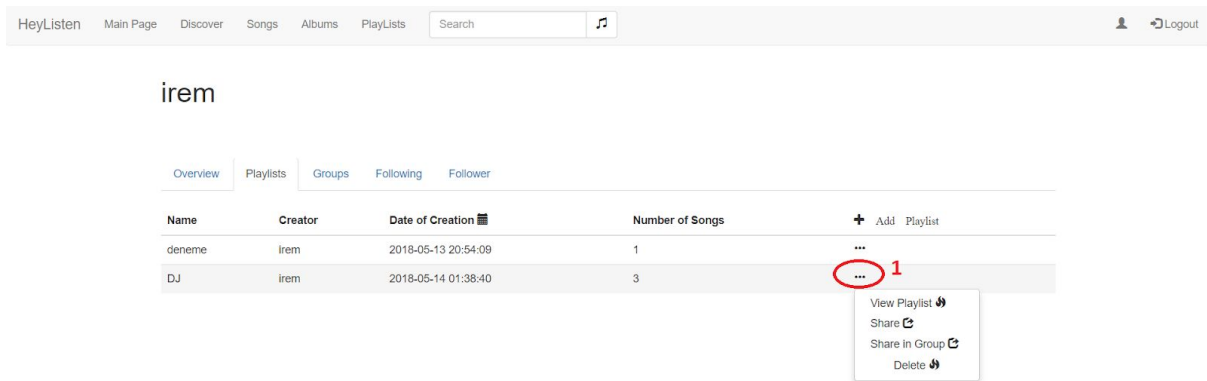 HeyListen Main Page Discover Songs Albums PlayLists Search Logout
irem
Overview Playlists Groups Following Follower
Name Creator Date of Creation Number of Songs + Add Playlist
deneme irem 2018-05-13 20:54:09 1 •••
DJ irem 2018-05-14 01:38:40 3 ••• 1
View Playlist
Share
Share in Group
Delete